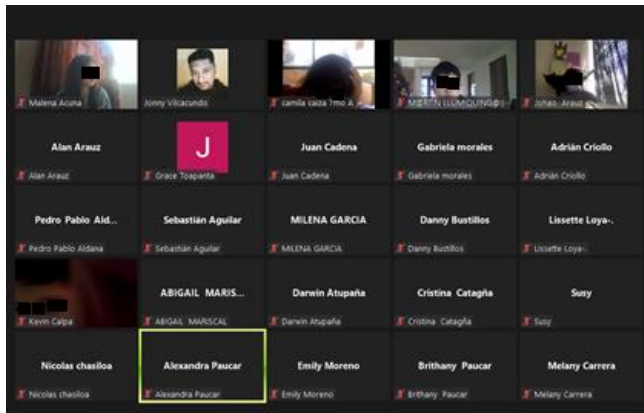 Malena Acuna
Jonny Vilcacundo
camila caiza 7mo A
Johao Arauz
Alan Arauz
J
Juan Cadena
Gabriela morales
Adrián Criollo
Alan Arauz
Grace Toapanta
Juan Cadena
Gabriela morales
Adrián Criollo
Pedro Pablo Ald...
Sebastián Aguilar
MILENA GARCIA
Danny Bustillos
Lissette Loya-.
Pedro Pablo Aldana
Sebastián Aguilar
MILENA GARCIA
Danny Bustillos
Lissette Loya-.
ABIGAIL MARIS...
Darwin Atupaña
Cristina Catagña
Susy
Kevin Calpa
ABIGAIL MARISCAL
Darwin Atupaña
Cristina Catagña
Susy
Nicolas chasiloa
Alexandra Paucar
Emily Moreno
Brithany Paucar
Melany Carrera
Nicolas chasiloa
Alexandra Paucar
Emily Moreno
Brithany Paucar
Melany Carrera